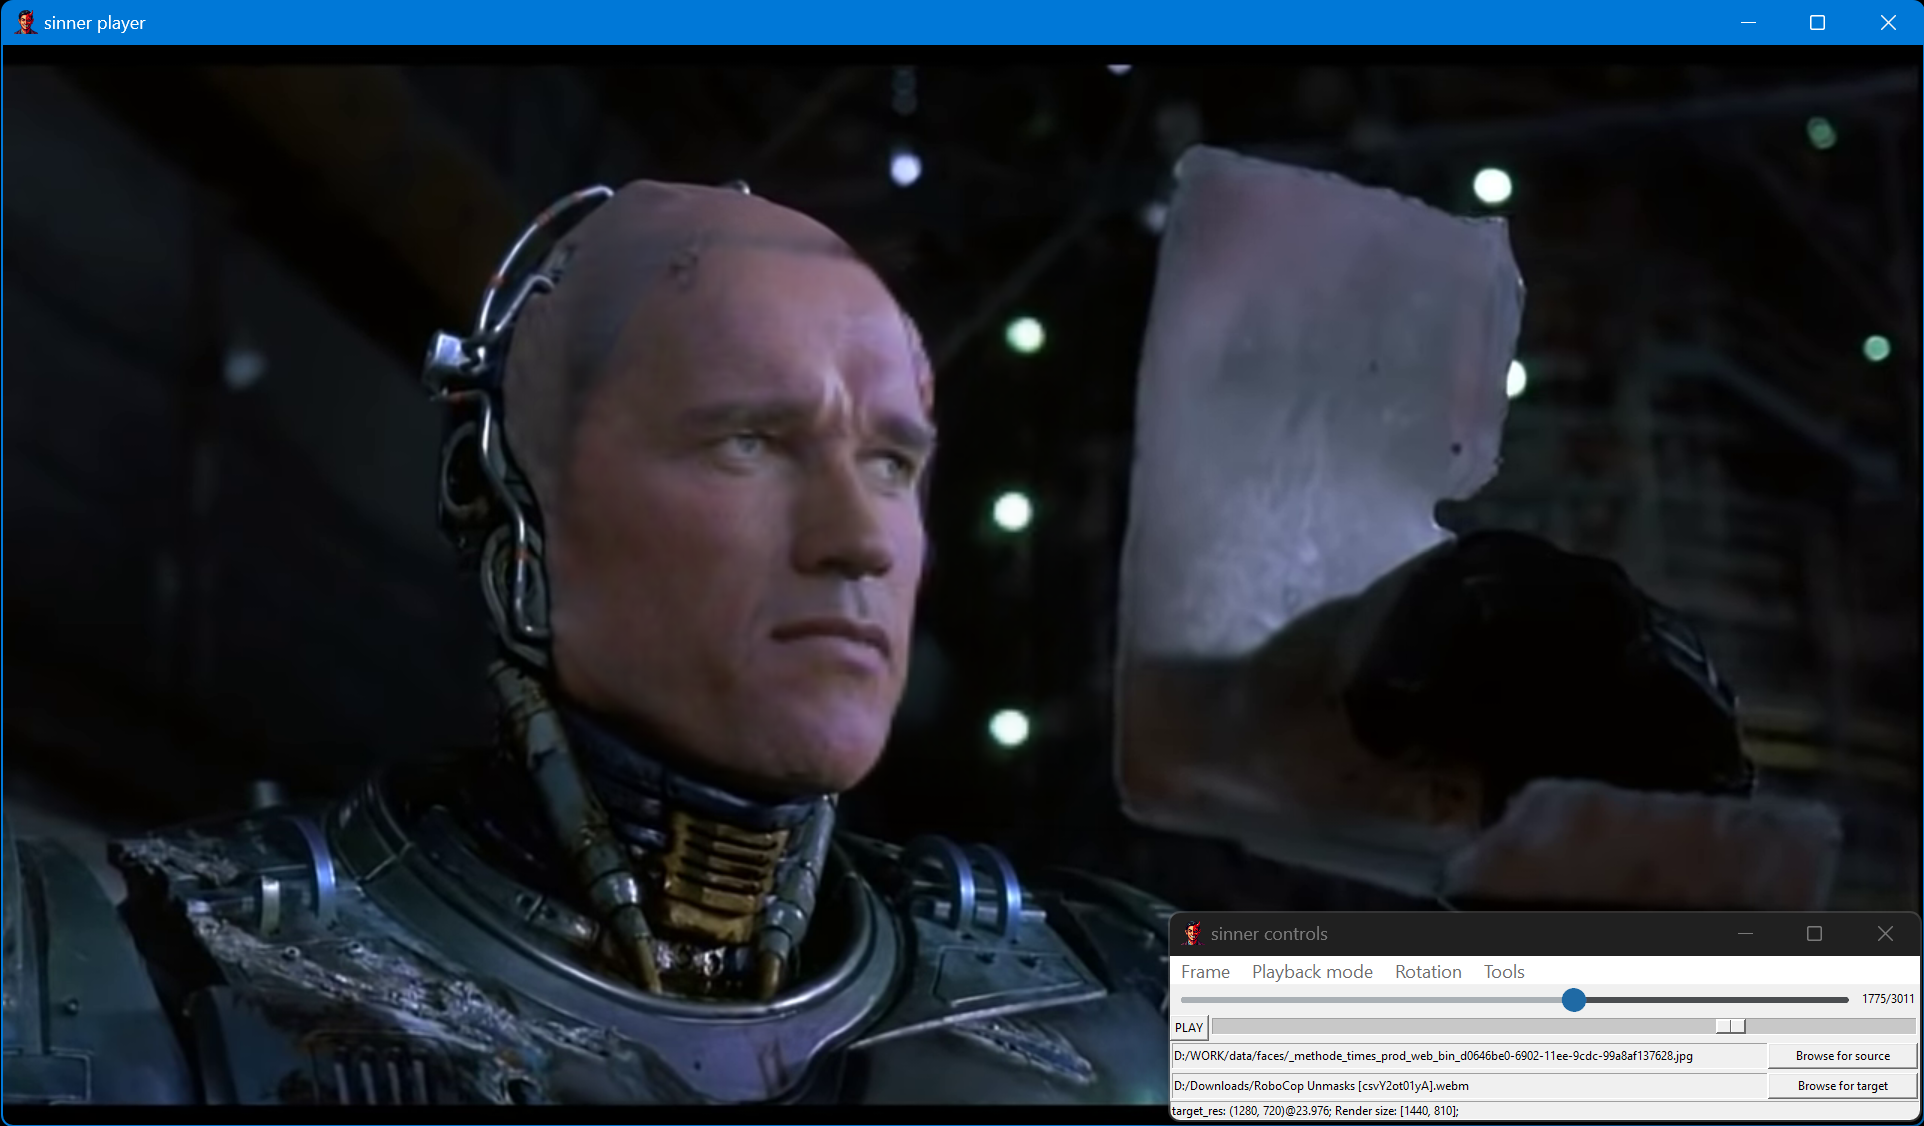 sinner player
sinner controls
Frame Playback mode Rotation Tools
1775/3011
PLAY
D:/WORK/data/faces/_methode_times_prod_web_bin_d0646be0-6902-11ee-9cdc-99a8af137628.jpg Browse for source
D:/Downloads/RoboCop Unmasks [csvY2ot01yA].webm Browse for target
target_res: (1280, 720)@23.976; Render size: [1440, 810];